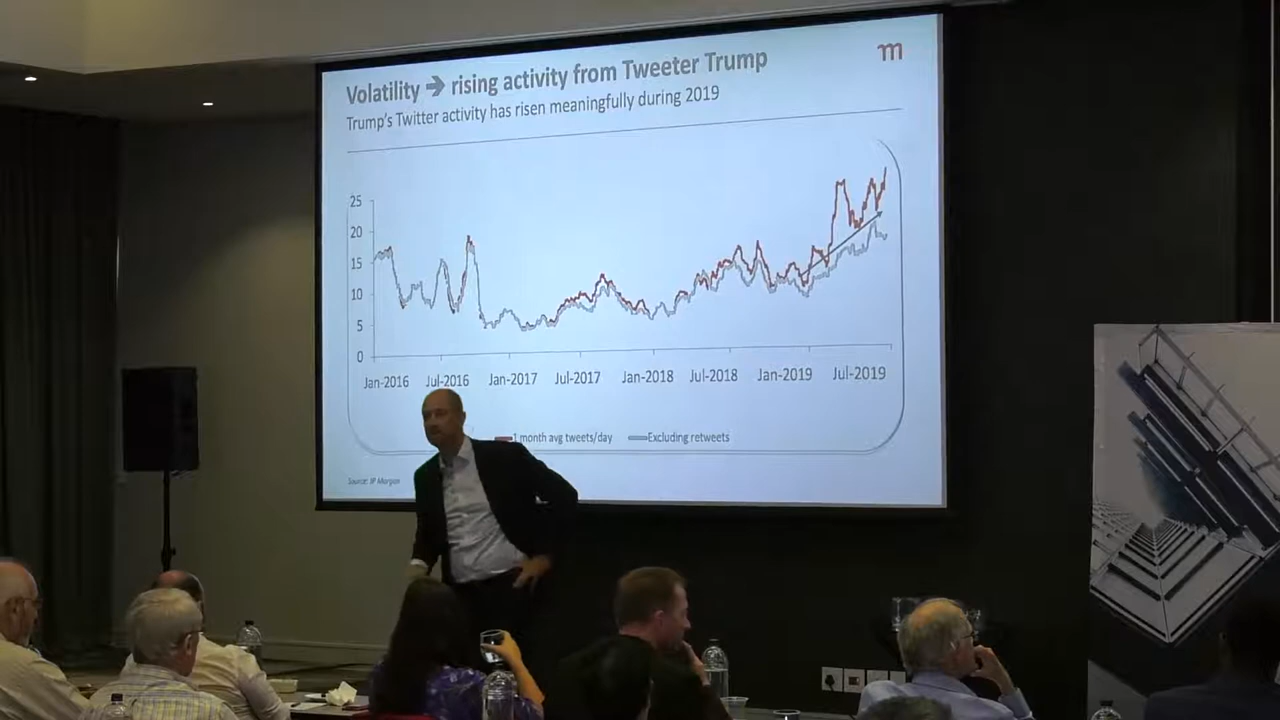 Volatility → rising activity from Tweeter Trump
m
Trump's Twitter activity has risen meaningfully during 2019
25
20
15
10
5
0
Jan-2016 Jul-2016 Jan-2017 Jul-2017 Jan-2018 Jul-2018 Jan-2019 Jul-2019
1 month avg tweets/day Excluding retweets
Source: JP Morgan